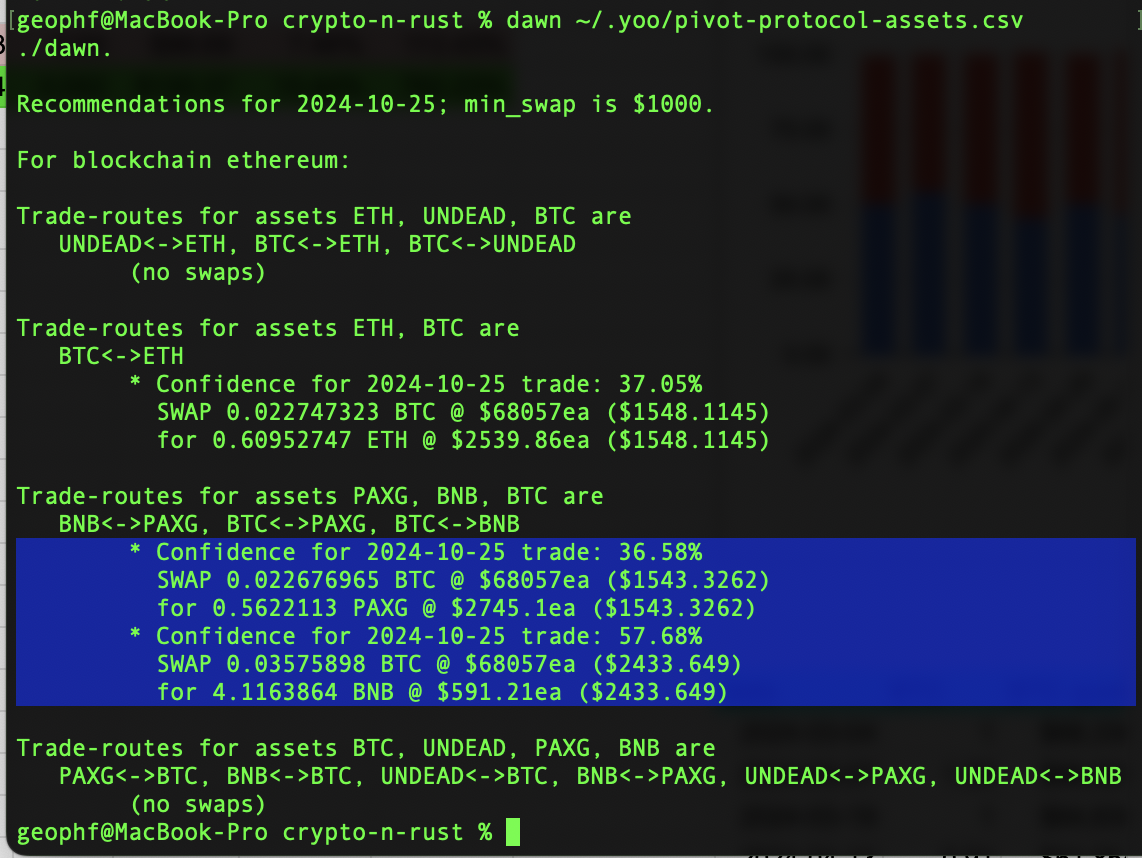 geophf@MacBook-Pro crypto-n-rust % dawn ~/.yoo/pivot-protocol-assets.csv
./dawn.
Recommendations for 2024-10-25; min_swap is $1000.
For blockchain ethereum:
Trade-routes for assets ETH, UNDEAD, BTC are
UNDEAD<->ETH, BTC<->ETH, BTC<->UNDEAD
(no swaps)
Trade-routes for assets ETH, BTC are
BTC<->ETH
* Confidence for 2024-10-25 trade: 37.05%
SWAP 0.022747323 BTC @ $68057ea ($1548.1145)
for 0.60952747 ETH @ $2539.86ea ($1548.1145)
Trade-routes for assets PAXG, BNB, BTC are
BNB<->PAXG, BTC<->PAXG, BTC<->BNB
* Confidence for 2024-10-25 trade: 36.58%
SWAP 0.022676965 BTC @ $68057ea ($1543.3262)
for 0.5622113 PAXG @ $2745.1ea ($1543.3262)
* Confidence for 2024-10-25 trade: 57.68%
SWAP 0.03575898 BTC @ $68057ea ($2433.649)
for 4.1163864 BNB @ $591.21ea ($2433.649)
Trade-routes for assets BTC, UNDEAD, PAXG, BNB are
PAXG<->BTC, BNB<->BTC, UNDEAD<->BTC, BNB<->PAXG, UNDEAD<->PAXG, UNDEAD<->BNB
(no swaps)
geophf@MacBook-Pro crypto-n-rust %